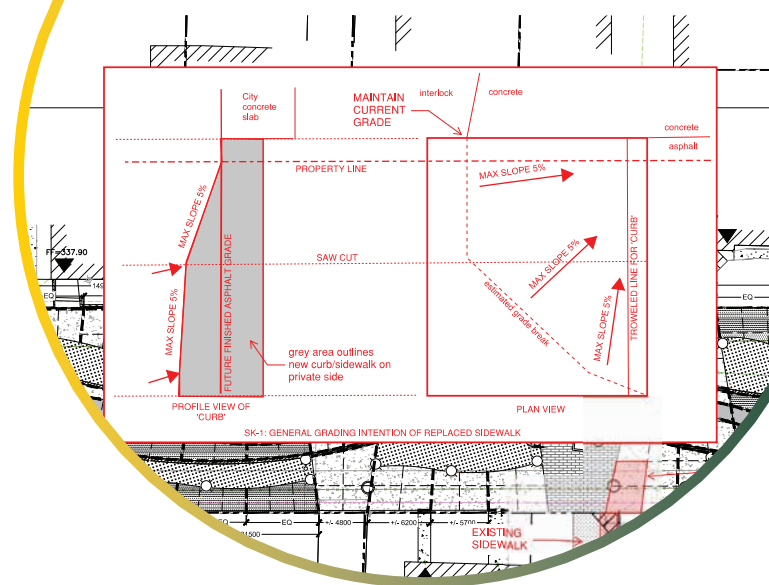 City
concrete
slab
MAINTAIN
CURRENT
GRADE
interlock
concrete
concrete
asphalt
PROPERTY LINE
MAX SLOPE 5%
MAX SLOPE 5%
FUTURE FINISHED ASPHALT GRADE
SAW CUT
MAX SLOPE 5%
MAX SLOPE 5%
MAX SLOPE 5%
estimated grade break
TROWELED LINE FOR 'CURB'
grey area outlines
new curb/sidewalk on
private side
PROFILE VIEW OF
'CURB'
PLAN VIEW
SK-1: GENERAL GRADING INTENTION OF REPLACED SIDEWALK
FF=337.90
EQ
EQ
EQ
EQ
+/- 4800
+/- 6200
EXISTING
SIDEWALK